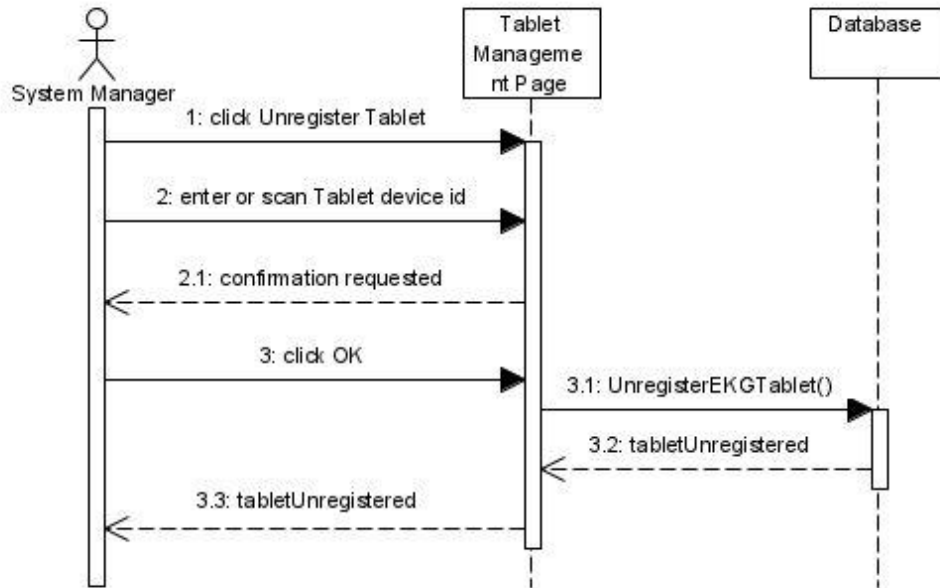 Tablet
Manageme
nt Page
Database
System Manager
1: click Unregister Tablet
2: enter or scan Tablet device id
2.1: confirmation requested
3: click OK
3.1: UnregisterEKGTablet()
3.2: tabletUnregistered
3.3: tabletUnregistered